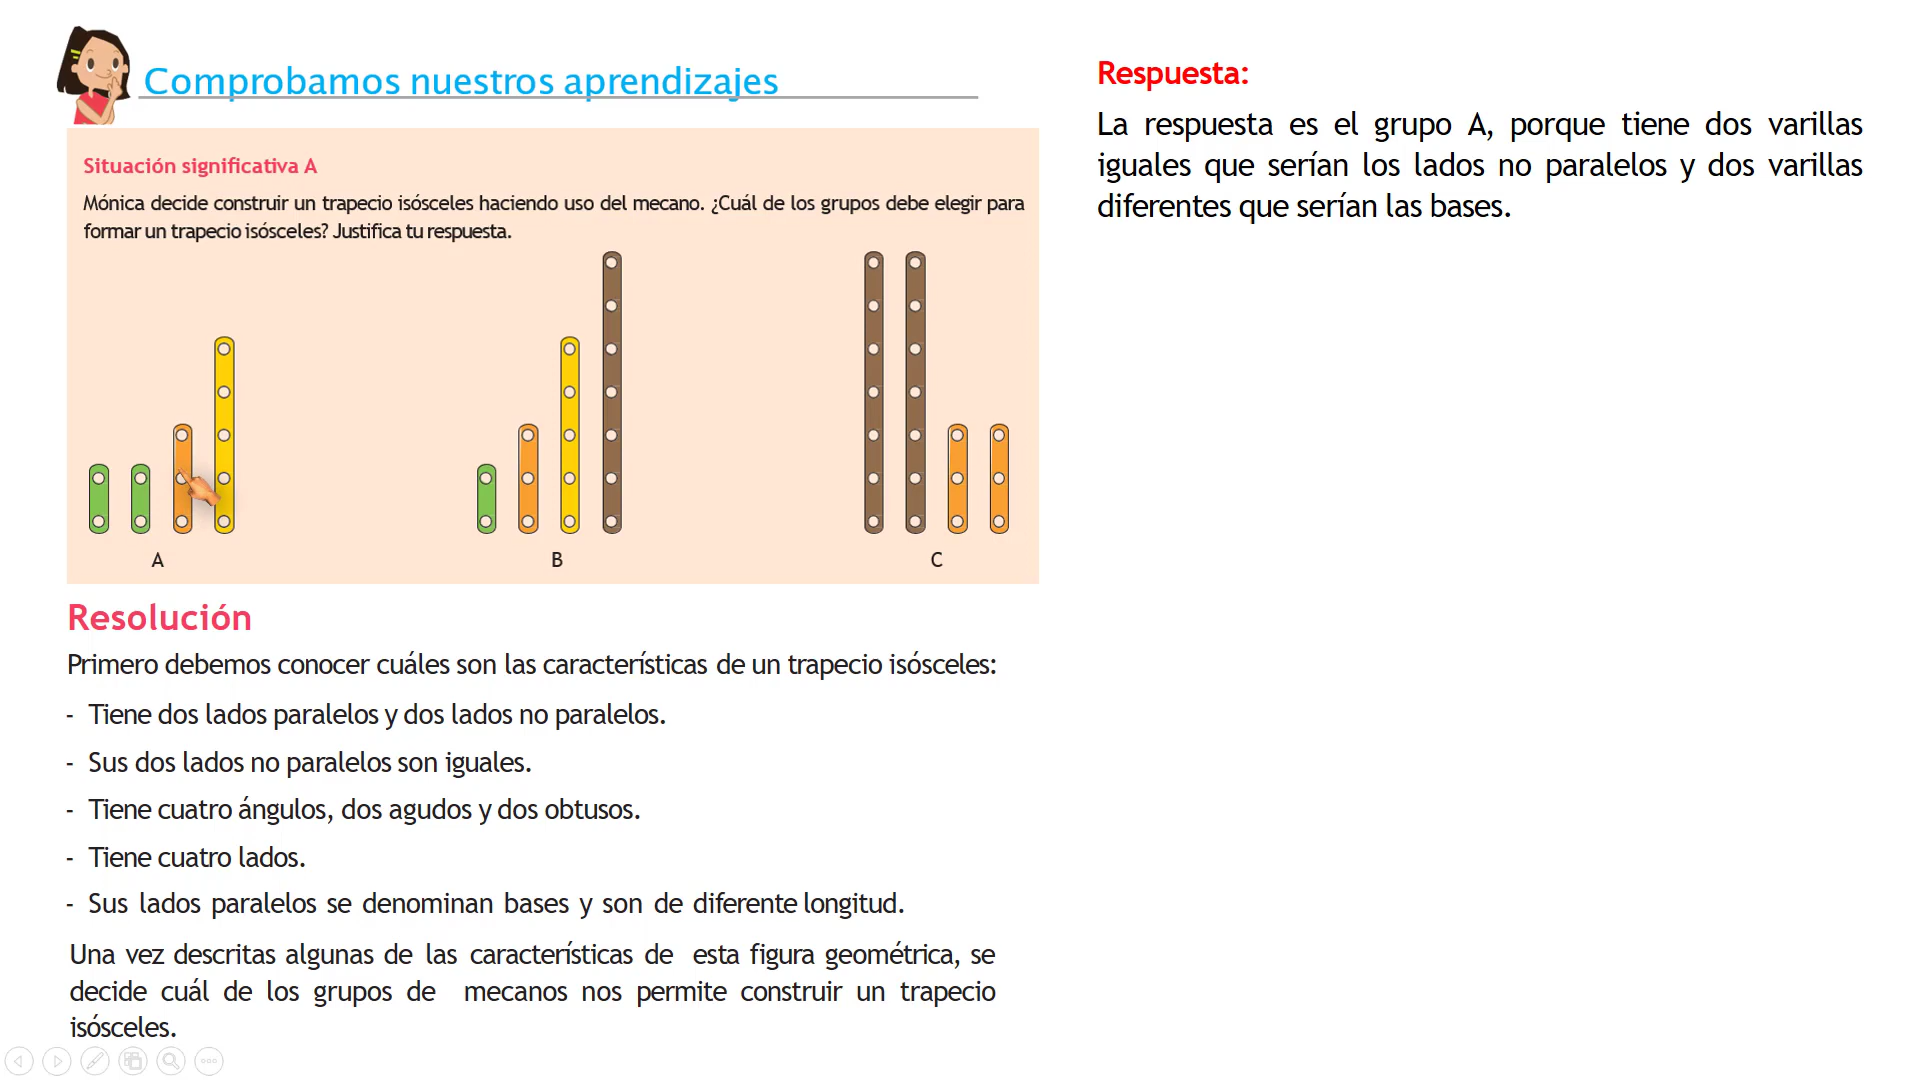 Comprobamos nuestros aprendizajes
Situación significativa A
Mónica decide construir un trapecio isósceles haciendo uso del mecano. ¿Cuál de los grupos debe elegir para
formar un trapecio isósceles? Justifica tu respuesta.
A
B
C
Resolución
Primero debemos conocer cuáles son las características de un trapecio isósceles:
- Tiene dos lados paralelos y dos lados no paralelos.
- Sus dos lados no paralelos son iguales.
- Tiene cuatro ángulos, dos agudos y dos obtusos.
- Tiene cuatro lados.
- Sus lados paralelos se denominan bases y son de diferente longitud.
Una vez descritas algunas de las características de esta figura geométrica, se
decide cuál de los grupos de mecanos nos permite construir un trapecio
isósceles.
Respuesta:
La respuesta es el grupo A, porque tiene dos varillas
iguales que serían los lados no paralelos y dos varillas
diferentes que serían las bases.